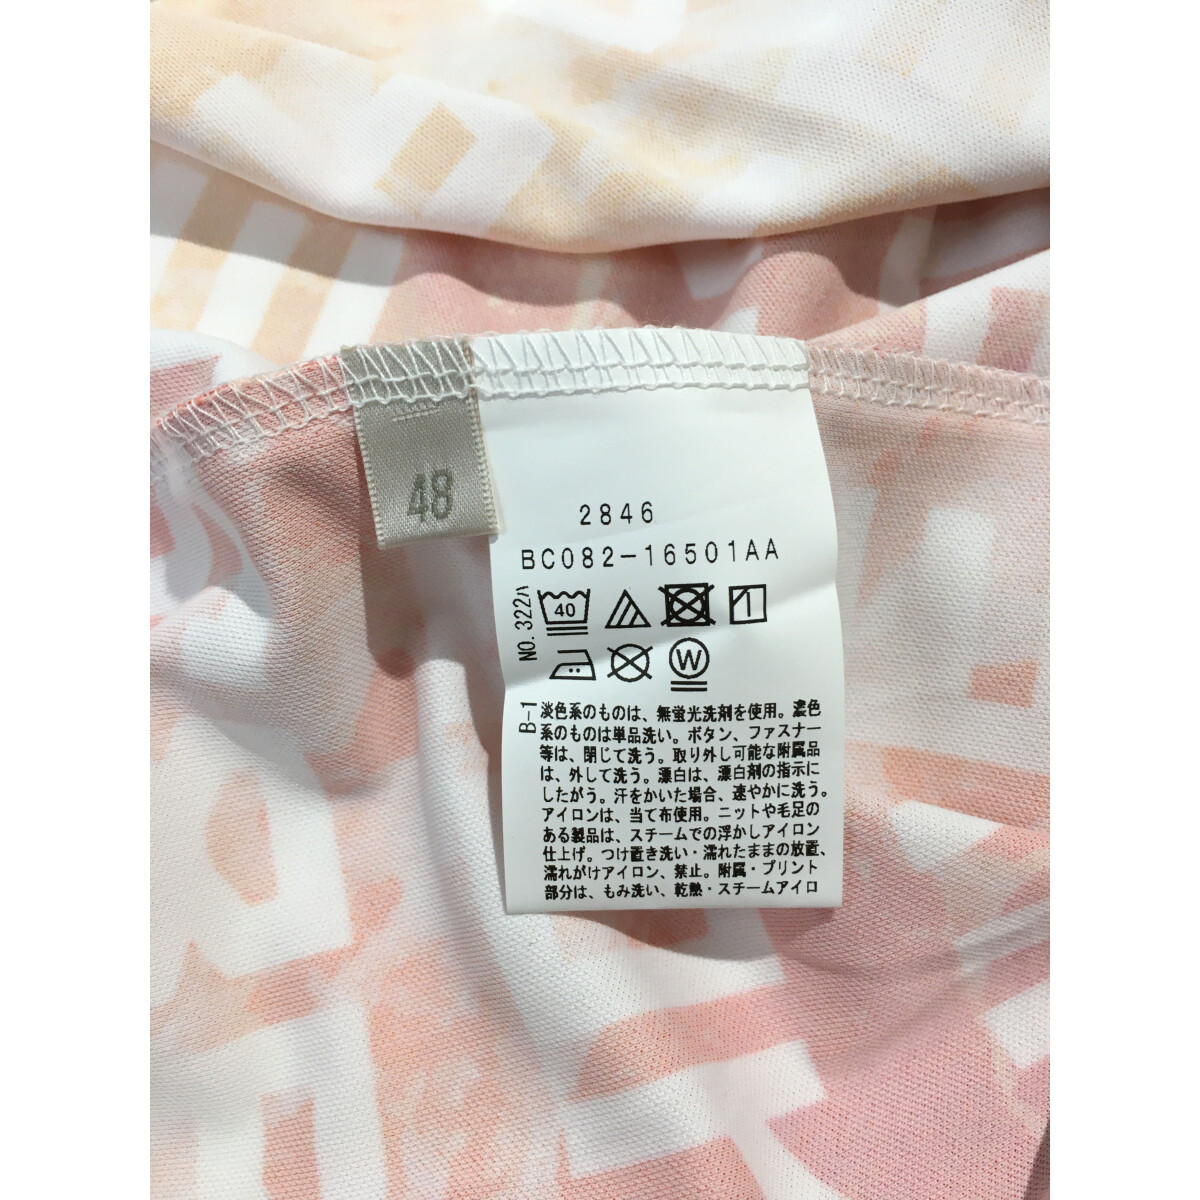 48
2846
BC082-16501AA
NO.322ハ
40
W
B-1
淡色系のものは、無蛍光洗剤を使用。濃色
系のものは単品洗い。ボタン、ファスナー
等は、閉じて洗う。取り外し可能な附属品
は、外して洗う。漂白は、漂白剤の指示に
したがう。汗をかいた場合、速やかに洗う。
アイロンは、当て布使用。ニットや毛足の
ある製品は、スチームでの浮かしアイロン
仕上げ。つけ置き洗い・濡れたままの放置、
濡れがけアイロン、禁止。附属・プリント
部分は、もみ洗い、乾熱・スチームアイロ